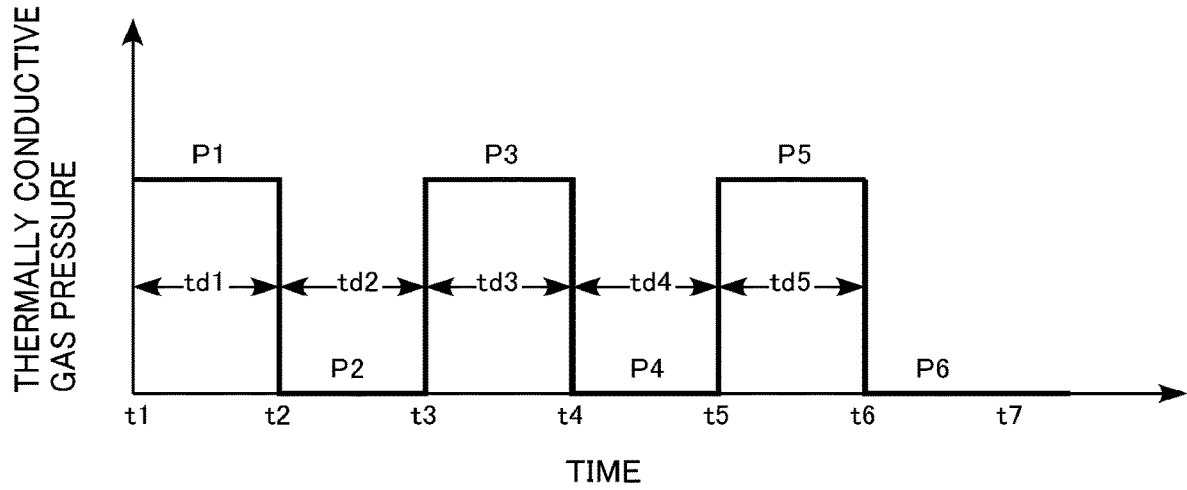 THERMALLY CONDUCTIVE
GAS PRESSURE
P1
P3
P5
td1
td2
td3
td4
td5
P2
P4
P6
t1
t2
t3
t4
t5
t6
t7
TIME